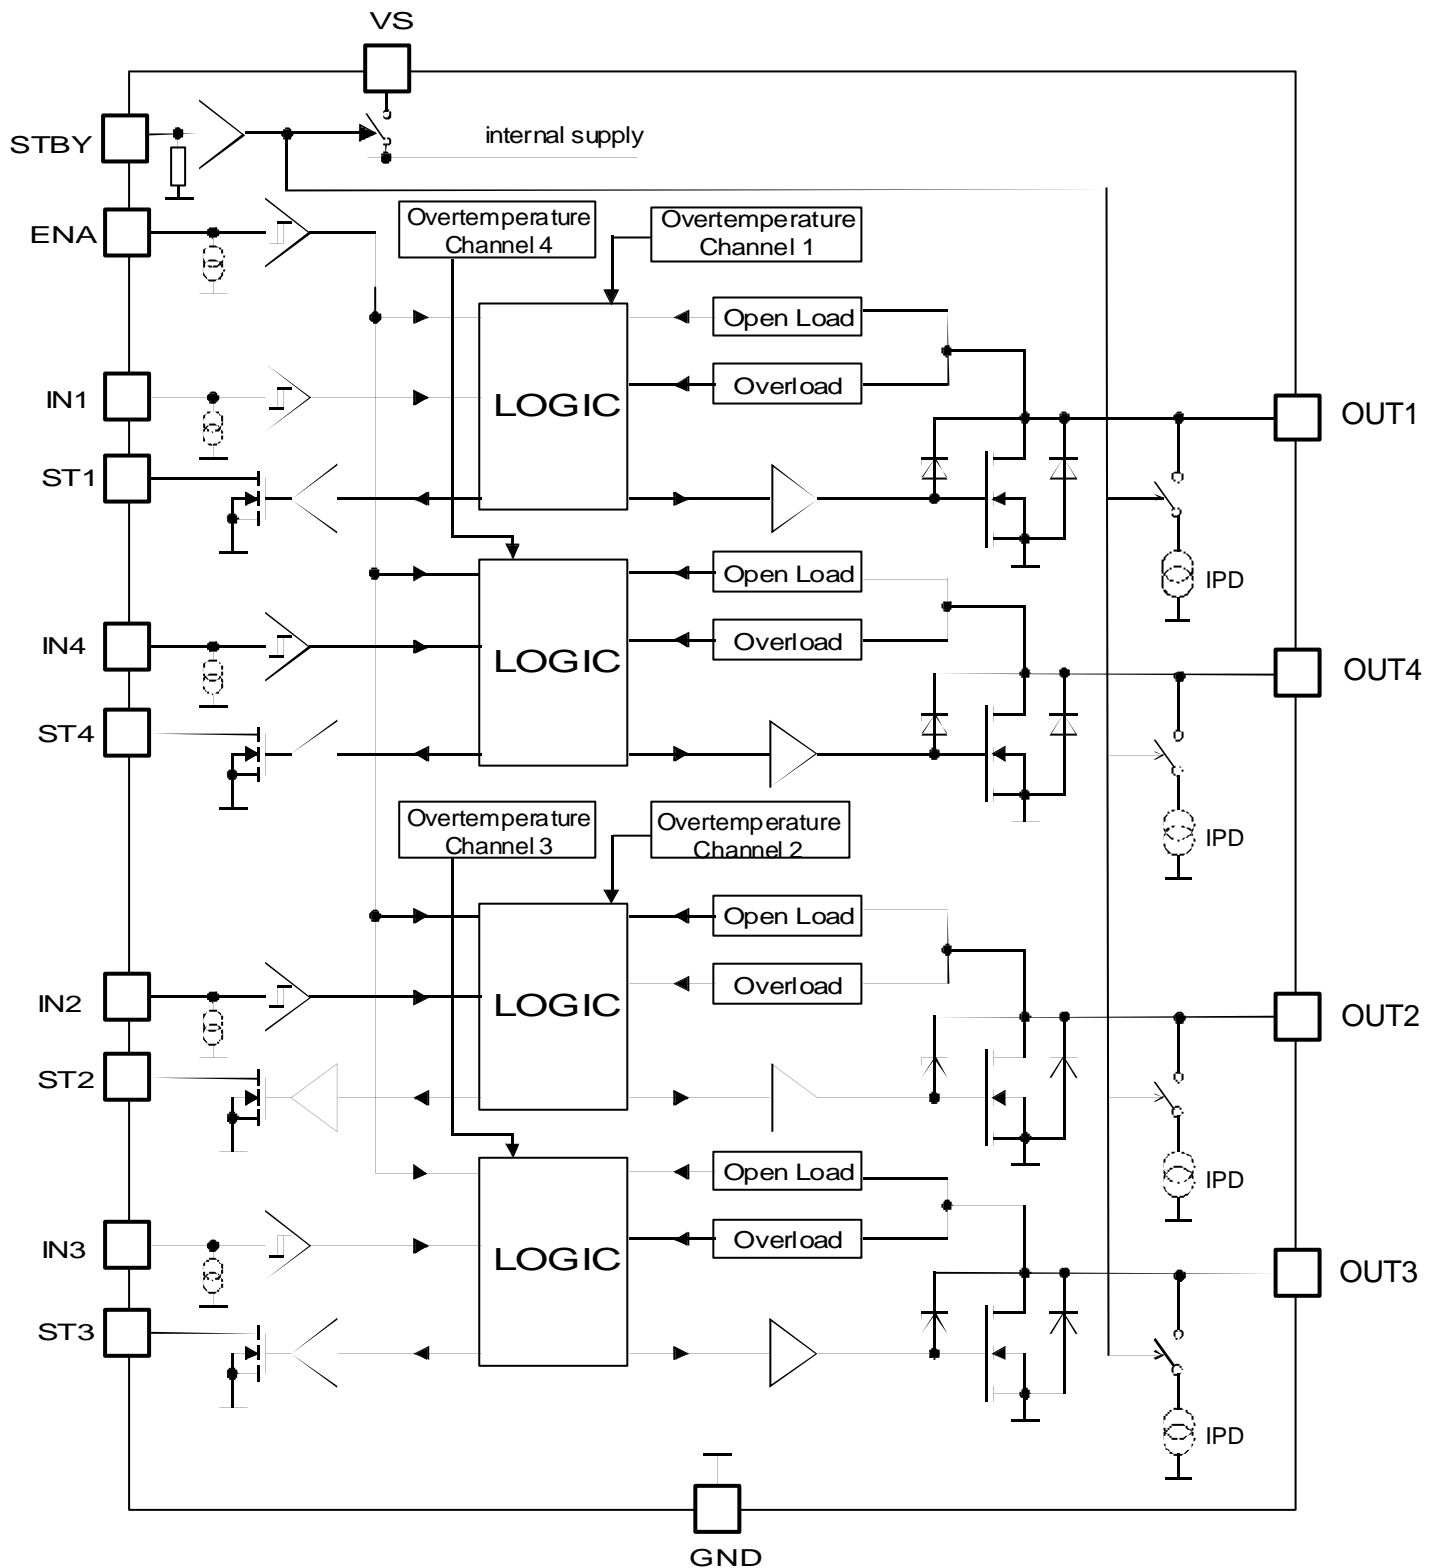 VS
STBY
internal supply
ENA
Overtemperature
Channel 4
Overtemperature
Channel 1
Open Load
IN1
Overload
LOGIC
OUT1
ST1
Open Load
IPD
IN4
Overload
LOGIC
OUT4
ST4
Overtemperature
Channel 3
Overtemperature
Channel 2
IPD
Open Load
IN2
Overload
LOGIC
OUT2
ST2
Open Load
IPD
IN3
Overload
LOGIC
OUT3
ST3
IPD
GND